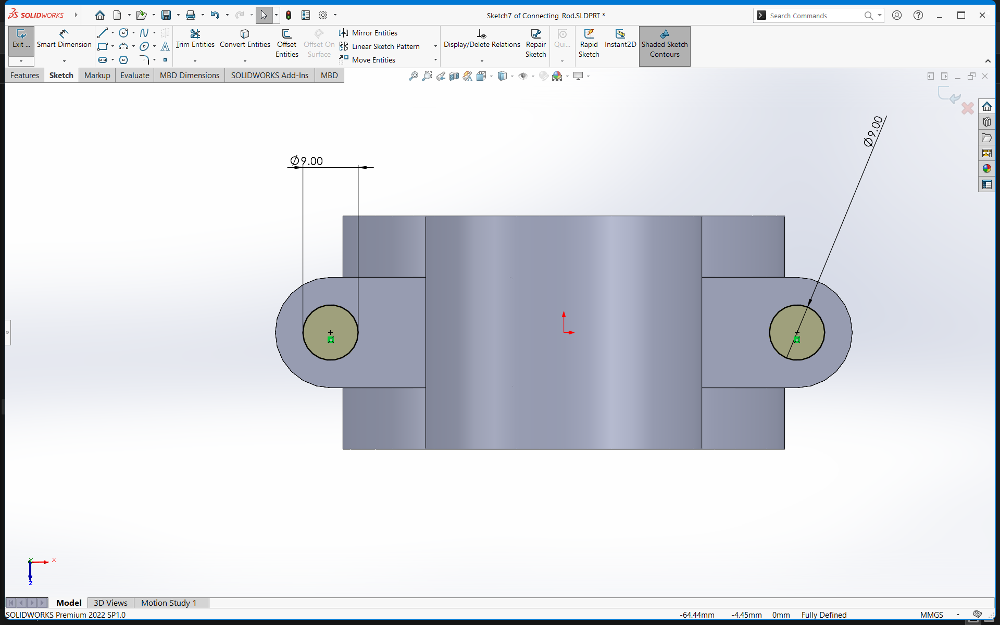 SOLIDWORKS
Sketch7 of Connecting_Rod.SLDPRT *
Search Commands
Exit ...
Smart Dimension
Trim Entities
Convert Entities
Offset
Entities
Offset On
Surface
Mirror Entities
Linear Sketch Pattern
Move Entities
Display/Delete Relations
Repair
Sketch
Qui...
Rapid
Sketch
Instant2D
Shaded Sketch
Contours
Features
Sketch
Markup
Evaluate
MBD Dimensions
SOLIDWORKS Add-Ins
MBD
Ø9.00
Ø9.00
Y
X
Z
Model
3D Views
Motion Study 1
SOLIDWORKS Premium 2022 SP1.0
-64.44mm
-4.45mm
0mm
Fully Defined
MMGS